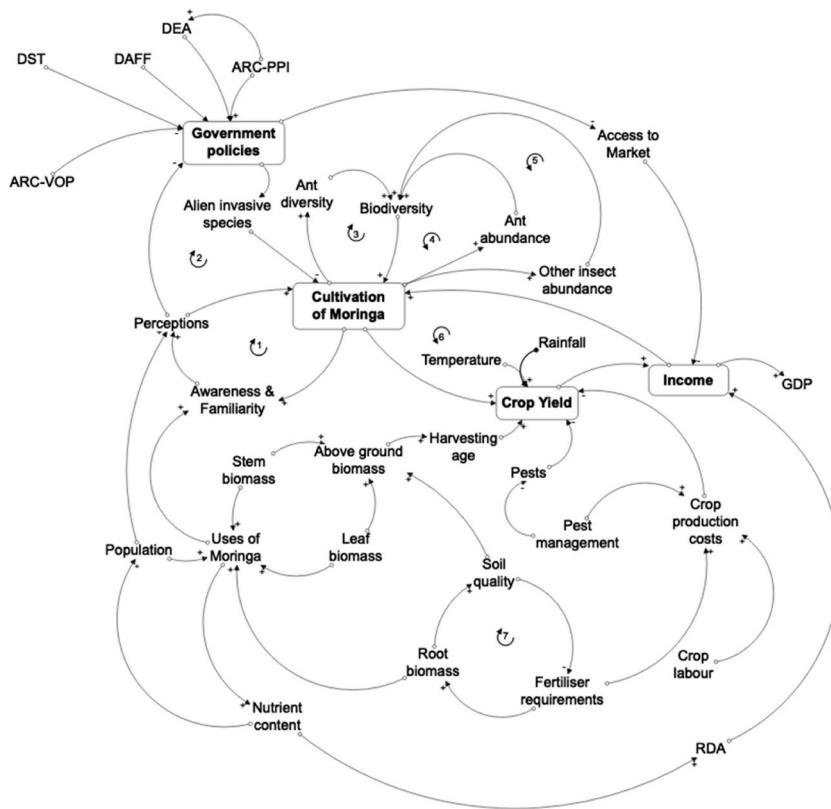 DEA
DST
DAFF
ARC-PPI
Government
policies
Access to
Market
ARC-VOP
Ant
diversity
Biodiversity
5
Alien invasive
species
3
4
Ant
abundance
2
Other insect
abundance
Cultivation
of Moringa
Perceptions
1
6
Rainfall
Temperature
Income
GDP
Awareness &
Familiarity
Crop Yield
Stem
biomass
Above ground
biomass
Harvesting
age
Pests
Crop
production
costs
Pest
management
Population
Uses of
Moringa
Leaf
biomass
Soil
quality
7
Root
biomass
Fertiliser
requirements
Crop
labour
Nutrient
content
RDA